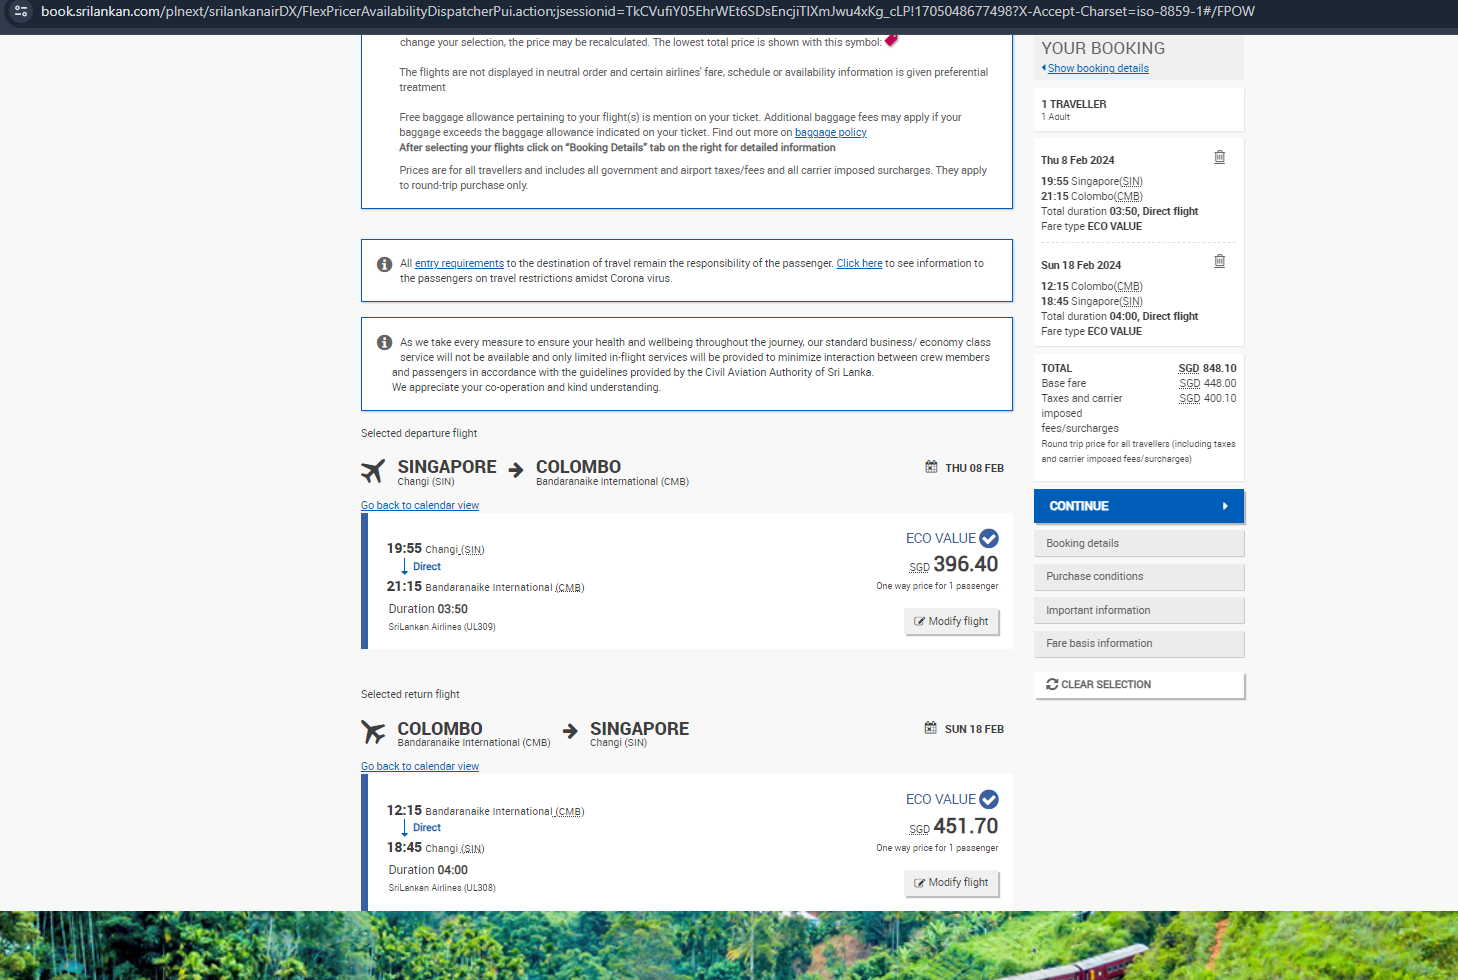 book.srilankan.com/plnext/srilankanairDX/FlexPricerAvailabilityDispatcherPui.action;jsessionid=TkCVufiY05EhrWEt6SDsEncjiTIXmJwu4xKg_cLP!1705048677498?X-Accept-Charset=iso-8859-1#/FPOW
change your selection, the price may be recalculated. The lowest total price is shown with this symbol:
The flights are not displayed in neutral order and certain airlines' fare, schedule or availability information is given preferential
treatment
Free baggage allowance pertaining to your flight(s) is mention on your ticket. Additional baggage fees may apply if your
baggage exceeds the baggage allowance indicated on your ticket. Find out more on baggage policy
After selecting your flights click on “Booking Details” tab on the right for detailed information
Prices are for all travellers and includes all government and airport taxes/fees and all carrier imposed surcharges. They apply
to round-trip purchase only.
All entry requirements to the destination of travel remain the responsibility of the passenger. Click here to see information to
the passengers on travel restrictions amidst Corona virus.
As we take every measure to ensure your health and wellbeing throughout the journey, our standard business/ economy class
service will not be available and only limited in-flight services will be provided to minimize interaction between crew members
and passengers in accordance with the guidelines provided by the Civil Aviation Authority of Sri Lanka.
We appreciate your co-operation and kind understanding.
Selected departure flight
SINGAPORE COLOMBO THU 08 FEB
Changi (SIN) Bandaranaike International (CMB)
Go back to calendar view
ECO VALUE
19:55 Changi (SIN)
Direct SGD 396.40
21:15 Bandaranaike International (CMB) One way price for 1 passenger
Duration 03:50
SriLankan Airlines (UL309) Modify flight
Selected return flight
COLOMBO SINGAPORE SUN 18 FEB
Bandaranaike International (CMB) Changi (SIN)
Go back to calendar view
ECO VALUE
12:15 Bandaranaike International (CMB)
Direct SGD 451.70
18:45 Changi (SIN) One way price for 1 passenger
Duration 04:00
SriLankan Airlines (UL308) Modify flight
YOUR BOOKING
Show booking details
1 TRAVELLER
1 Adult
Thu 8 Feb 2024
19:55 Singapore(SIN)
21:15 Colombo(CMB)
Total duration 03:50, Direct flight
Fare type ECO VALUE
Sun 18 Feb 2024
12:15 Colombo(CMB)
18:45 Singapore(SIN)
Total duration 04:00, Direct flight
Fare type ECO VALUE
TOTAL SGD 848.10
Base fare SGD 448.00
Taxes and carrier SGD 400.10
imposed
fees/surcharges
Round trip price for all travellers (including taxes
and carrier imposed fees/surcharges)
CONTINUE
Booking details
Purchase conditions
Important information
Fare basis information
CLEAR SELECTION